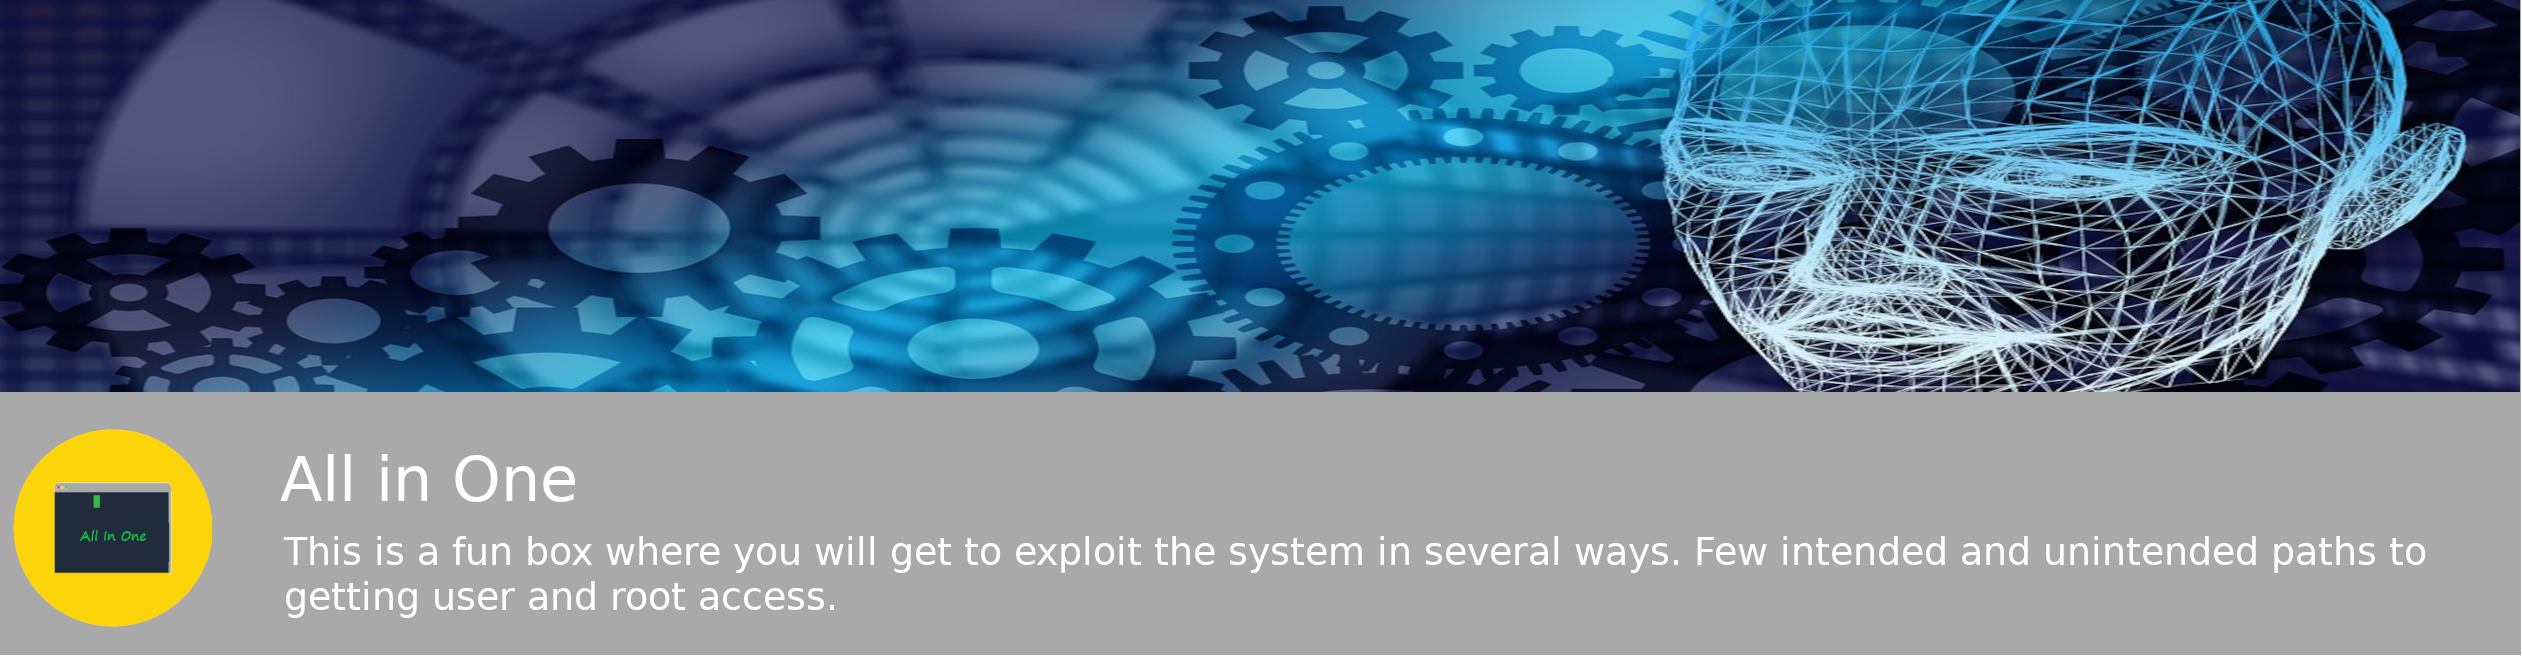 All in One
This is a fun box where you will get to exploit the system in several ways. Few intended and unintended paths to
getting user and root access.
All In One